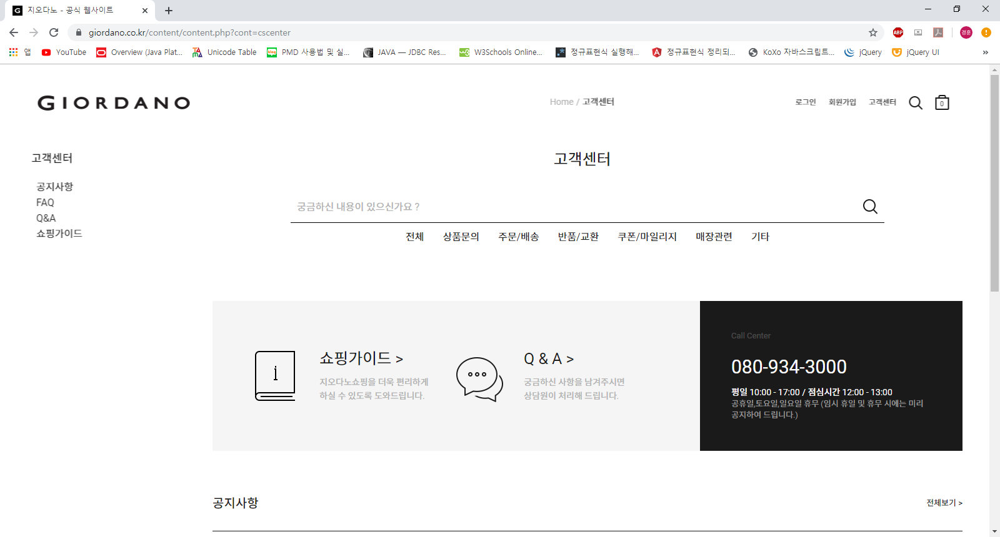 지오다노 - 공식 웹사이트
giordano.co.kr/content/content.php?cont=cscenter
ABP
경훈
앱 YouTube Overview (Java Plat... Unicode Table PMD 사용법 및 실... JAVA — JDBC Res... W3Schools Online... 정규표현식 실행해... 정규표현식 정리되... KoXo 자바스크립트... jQuery jQuery UI »
GIORDANO
Home / 고객센터
로그인 회원가입 고객센터 0
고객센터
공지사항
FAQ
Q&A
쇼핑가이드
고객센터
궁금하신 내용이 있으신가요 ?
전체 상품문의 주문/배송 반품/교환 쿠폰/마일리지 매장관련 기타
쇼핑가이드 >
지오다노쇼핑을 더욱 편리하게
하실 수 있도록 도와드립니다.
Q & A >
궁금하신 사항을 남겨주시면
상담원이 처리해 드립니다.
Call Center
080-934-3000
평일 10:00 - 17:00 / 점심시간 12:00 - 13:00
공휴일,토요일,일요일 휴무 (임시 휴일 및 휴무 시에는 미리
공지하여 드립니다.)
공지사항
전체보기 >